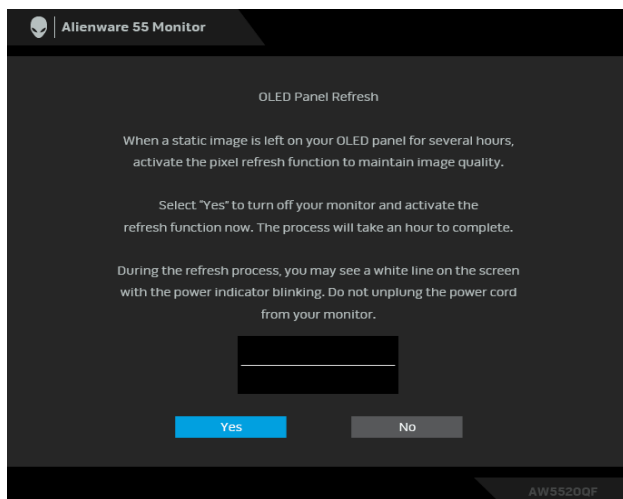 Alienware 55 Monitor
OLED Panel Refresh
When a static image is left on your OLED panel for several hours,
activate the pixel refresh function to maintain image quality.
Select "Yes" to turn off your monitor and activate the
refresh function now. The process will take an hour to complete.
During the refresh process, you may see a white line on the screen
with the power indicator blinking. Do not unplung the power cord
from your monitor.
Yes
No
AW5520QF